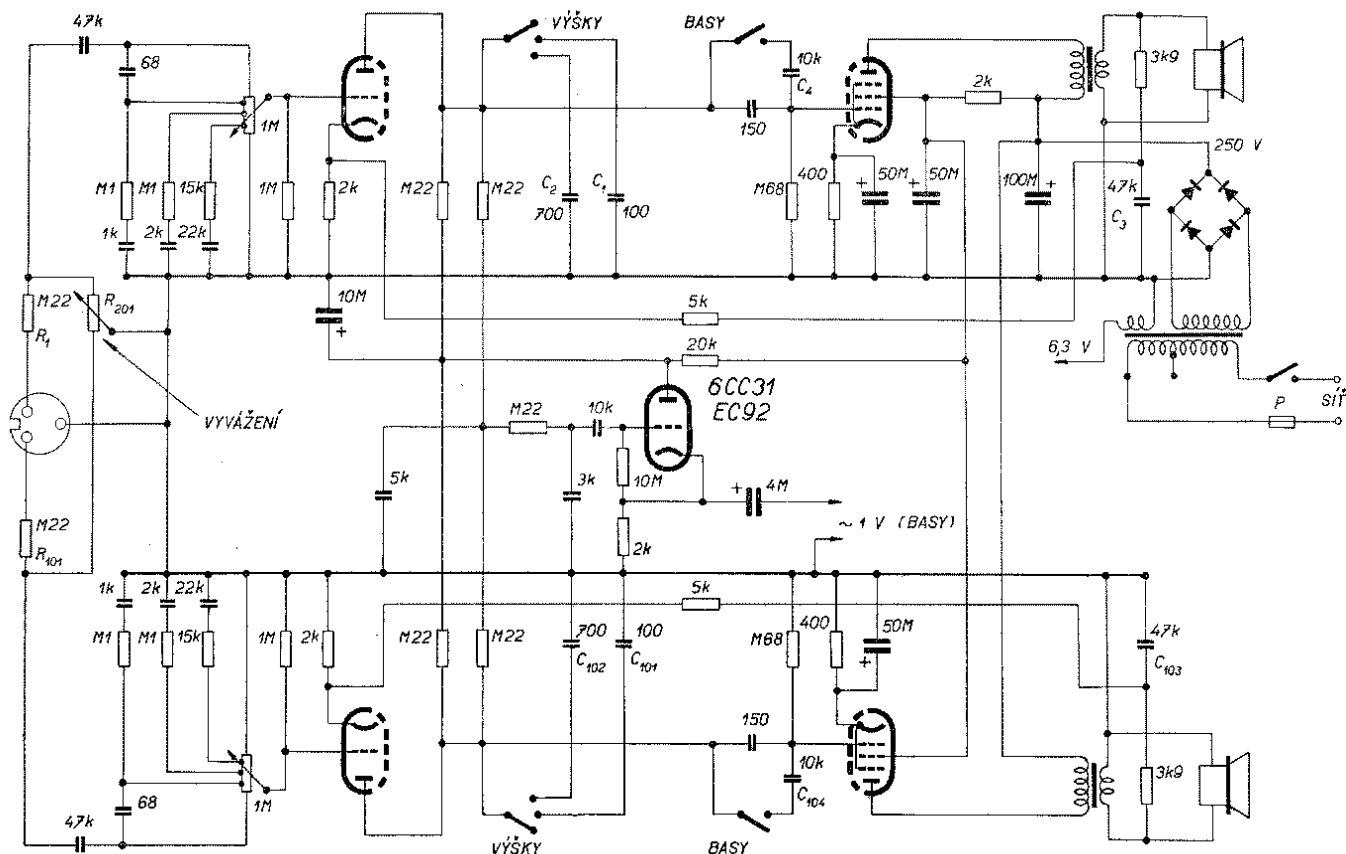 47k
VÝŠKY
BASY
68
10k
C4
3k9
150
2k
1M
250 V
M1
M1
15k
1M
2k
M22
M22
C2
700
C1
100
M68
400
50M
50M
100M
47k
C3
1k
2k
22k
M22
R1
R201
10M
5k
20k
6,3 V
6CC31
EC92
SÍŤ
P
VYVÁŽENÍ
M22
10k
5k
3k
10M
4M
~ 1 V (BASY)
M22
R101
2k
1k
2k
22k
5k
M1
M1
15k
1M
2k
M22
M22
700
C102
100
C101
M68
400
50M
47k
C103
150
10k
C104
3k9
68
1M
47k
VÝŠKY
BASY